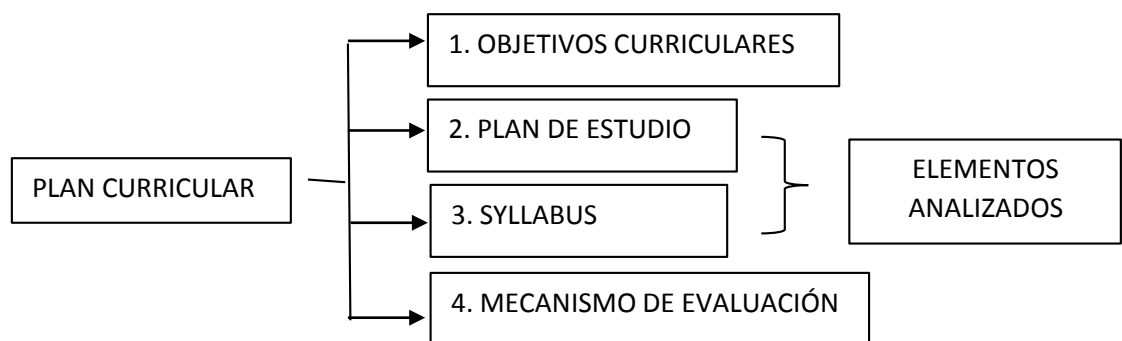 1. OBJETIVOS CURRICULARES
2. PLAN DE ESTUDIO
PLAN CURRICULAR
ELEMENTOS
ANALIZADOS
3. SYLLABUS
4. MECANISMO DE EVALUACIÓN